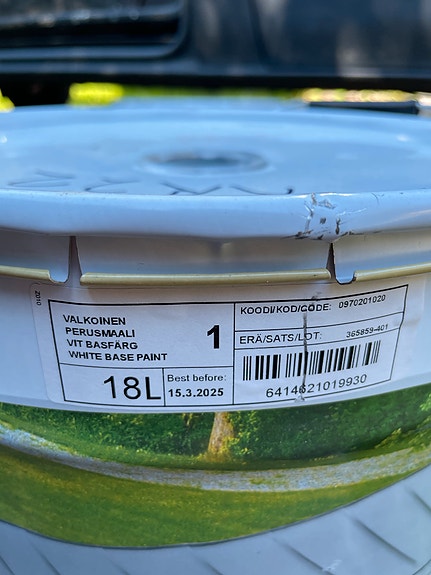 Z010
VALKOINEN
PERUSMAALI
VIT BASFÄRG
WHITE BASE PAINT
1
18L
Best before:
15.3.2025
KOODI/KOD/CODE: 0970201020
ERÄ/SATS/LOT: 365859-401
6414621019930